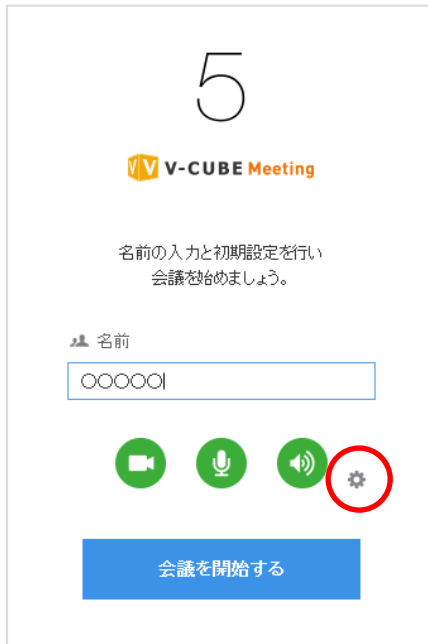 5
V-CUBE Meeting
名前の入力と初期設定を行い
会議を始めましょう。
名前
〇〇〇〇〇
会議を開始する